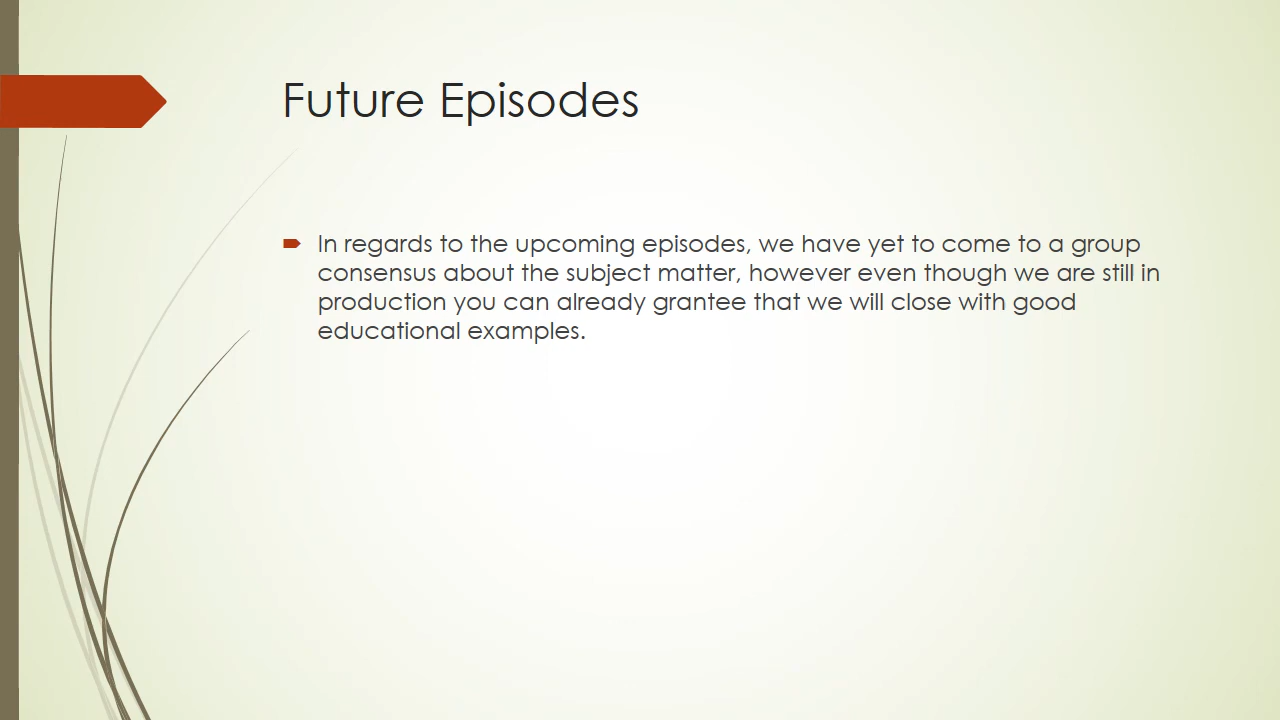 Future Episodes
In regards to the upcoming episodes, we have yet to come to a group
consensus about the subject matter, however even though we are still in
production you can already grantee that we will close with good
educational examples.